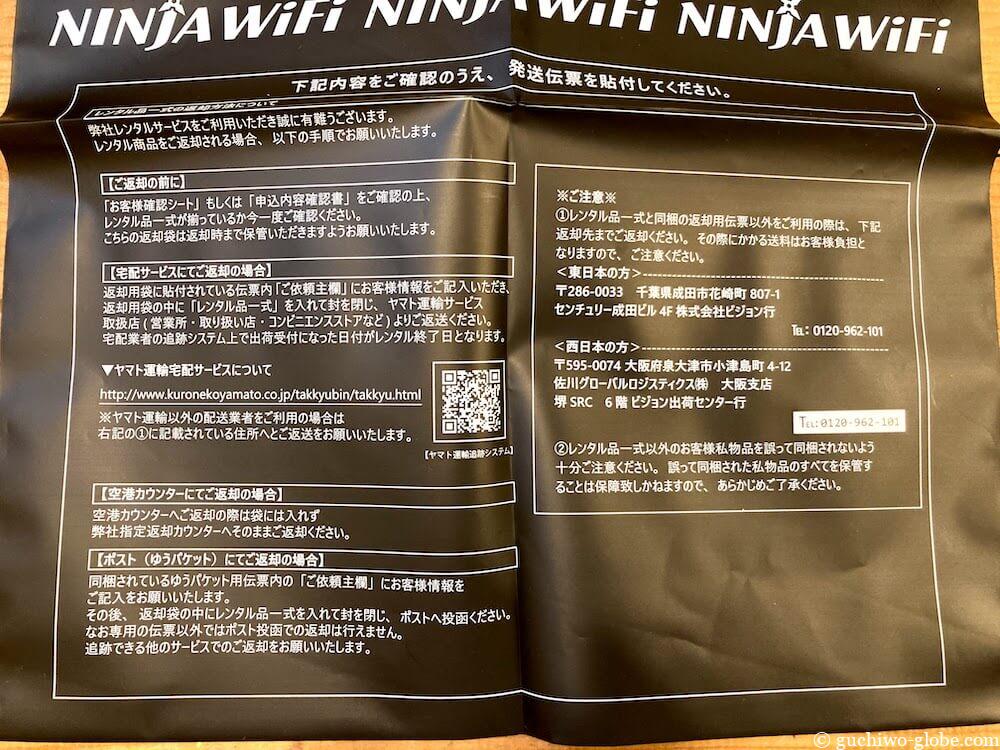 NINJA WiFi NINJA WiFi NINJA WiFi
下記内容をご確認のうえ、発送伝票を貼付してください。
レンタル品一式の返却方法について
弊社レンタルサービスをご利用いただき誠に有難うございます。
レンタル商品をご返却される場合、以下の手順でお願いいたします。
【ご返却の前に】
「お客様確認シート」もしくは「申込内容確認書」をご確認の上、
レンタル品一式が揃っているか今一度ご確認ください。
こちらの返却袋は返却時まで保管いただきますようお願いいたします。
【宅配サービスにてご返却の場合】
返却用袋に貼付されている伝票内「ご依頼主欄」にお客様情報をご記入いただき、
返却用袋の中に「レンタル品一式」を入れて封を閉じ、ヤマト運輸サービス
取扱店(営業所・取り扱い店・コンビニエンスストアなど)よりご返送ください。
宅配業者の追跡システム上で出荷受付になった日付がレンタル終了日となります。
▼ヤマト運輸宅配サービスについて
http://www.kuronekoyamato.co.jp/takkyubin/takkyu.html
※ヤマト運輸以外の配送業者をご利用の場合は
右記の①に記載されている住所へとご返送をお願いいたします。
【ヤマト運輸追跡システム】
【空港カウンターにてご返却の場合】
空港カウンターへご返却の際は袋には入れず
弊社指定返却カウンターへそのままご返却ください。
【ポスト（ゆうパケット）にてご返却の場合】
同梱されているゆうパケット用伝票内の「ご依頼主欄」にお客様情報を
ご記入をお願いいたします。
その後、返却袋の中にレンタル品一式を入れて封を閉じ、ポストへ投函ください。
なお専用の伝票以外ではポスト投函での返却は行えません。
追跡できる他のサービスでのご返却をお願いいたします。
※ご注意※
①レンタル品一式と同梱の返却用伝票以外をご利用の際は、下記
返却先までご返却ください。その際にかかる送料はお客様負担と
なりますので、ご注意ください。
＜東日本の方＞
〒286-0033 千葉県成田市花崎町 807-1
センチュリー成田ビル 4F 株式会社ビジョン行
TEL: 0120-962-101
＜西日本の方＞
〒595-0074 大阪府泉大津市小津島町 4-12
佐川グローバルロジスティクス㈱ 大阪支店
堺 SRC 6 階 ビジョン出荷センター行
TEL:0120-962-101
②レンタル品一式以外のお客様私物品を誤って同梱されないよう
十分ご注意ください。誤って同梱された私物品のすべてを保管す
ることは保障致しかねますので、あらかじめご了承ください。
© guchiwo-globe.com